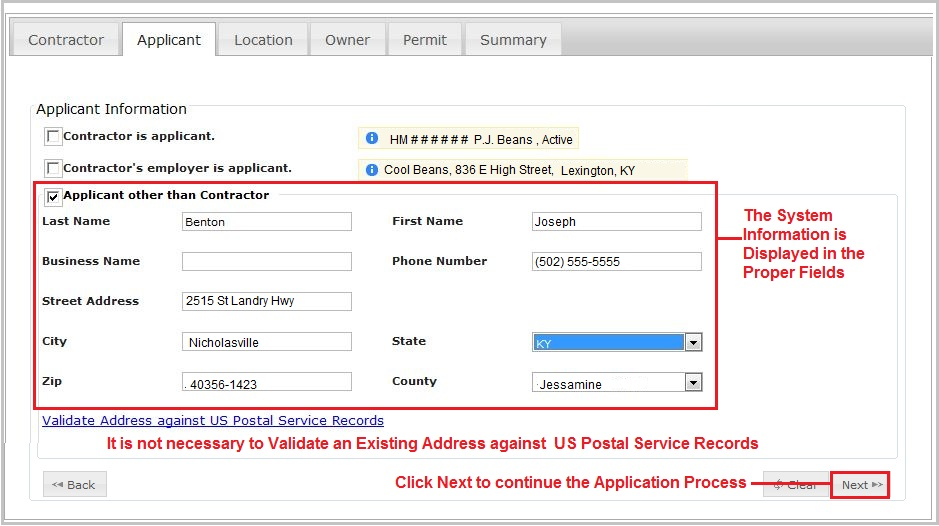 Contractor Applicant Location Owner Permit Summary
Applicant Information
Contractor is applicant. HM # # # # # # P.J. Beans , Active
Contractor's employer is applicant. Cool Beans, 836 E High Street, Lexington, KY
Applicant other than Contractor
Last Name Benton First Name Joseph
Business Name Phone Number (502) 555-5555
Street Address 2515 St Landry Hwy
City Nicholasville State KY
Zip . 40356-1423 County Jessamine
The System
Information is
Displayed in the
Proper Fields
Validate Address against US Postal Service Records
It is not necessary to Validate an Existing Address against US Postal Service Records
Back Click Next to continue the Application Process Clear Next